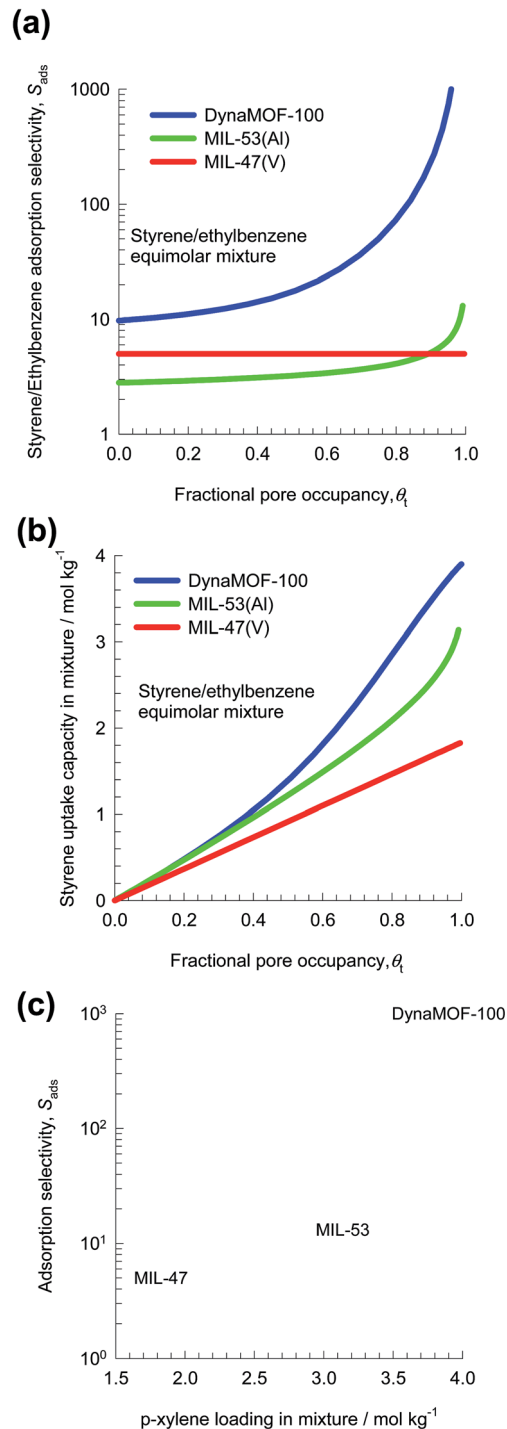 (a)
Styrene/Ethylbenzene adsorption selectivity, Sads
1000
100
10
1
DynaMOF-100
MIL-53(Al)
MIL-47(V)
Styrene/ethylbenzene
equimolar mixture
0.0 0.2 0.4 0.6 0.8 1.0
Fractional pore occupancy,θt
(b)
Styrene uptake capacity in mixture / mol kg-1
4
3
2
1
0
DynaMOF-100
MIL-53(Al)
MIL-47(V)
Styrene/ethylbenzene
equimolar mixture
0.0 0.2 0.4 0.6 0.8 1.0
Fractional pore occupancy,θt
(c)
Adsorption selectivity, Sads
10³
10²
10¹
10⁰
DynaMOF-100
MIL-53
MIL-47
1.5 2.0 2.5 3.0 3.5 4.0
p-xylene loading in mixture / mol kg-1